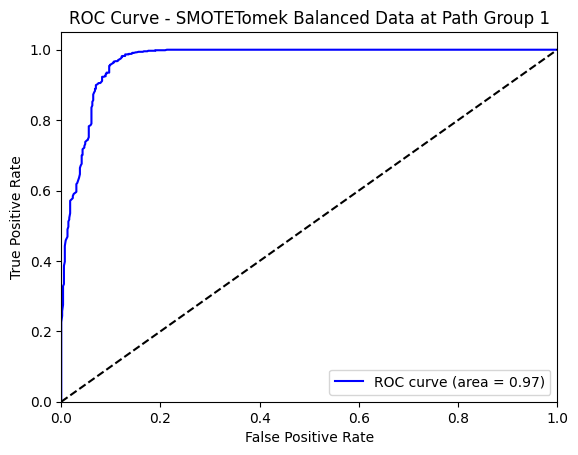 ROC Curve - SMOTETomek Balanced Data at Path Group 1
True Positive Rate
1.0
0.8
0.6
0.4
0.2
0.0
0.0 0.2 0.4 0.6 0.8 1.0
False Positive Rate
ROC curve (area = 0.97)